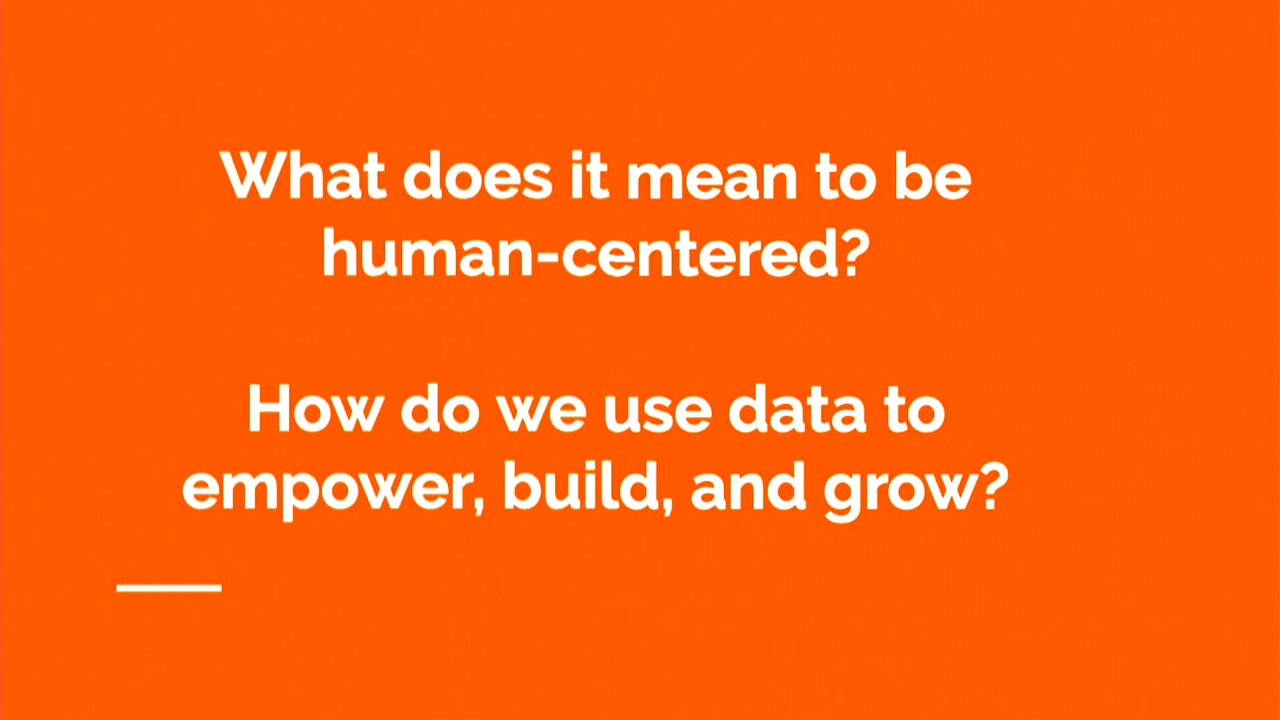 What does it mean to be
human-centered?
How do we use data to
empower, build, and grow?